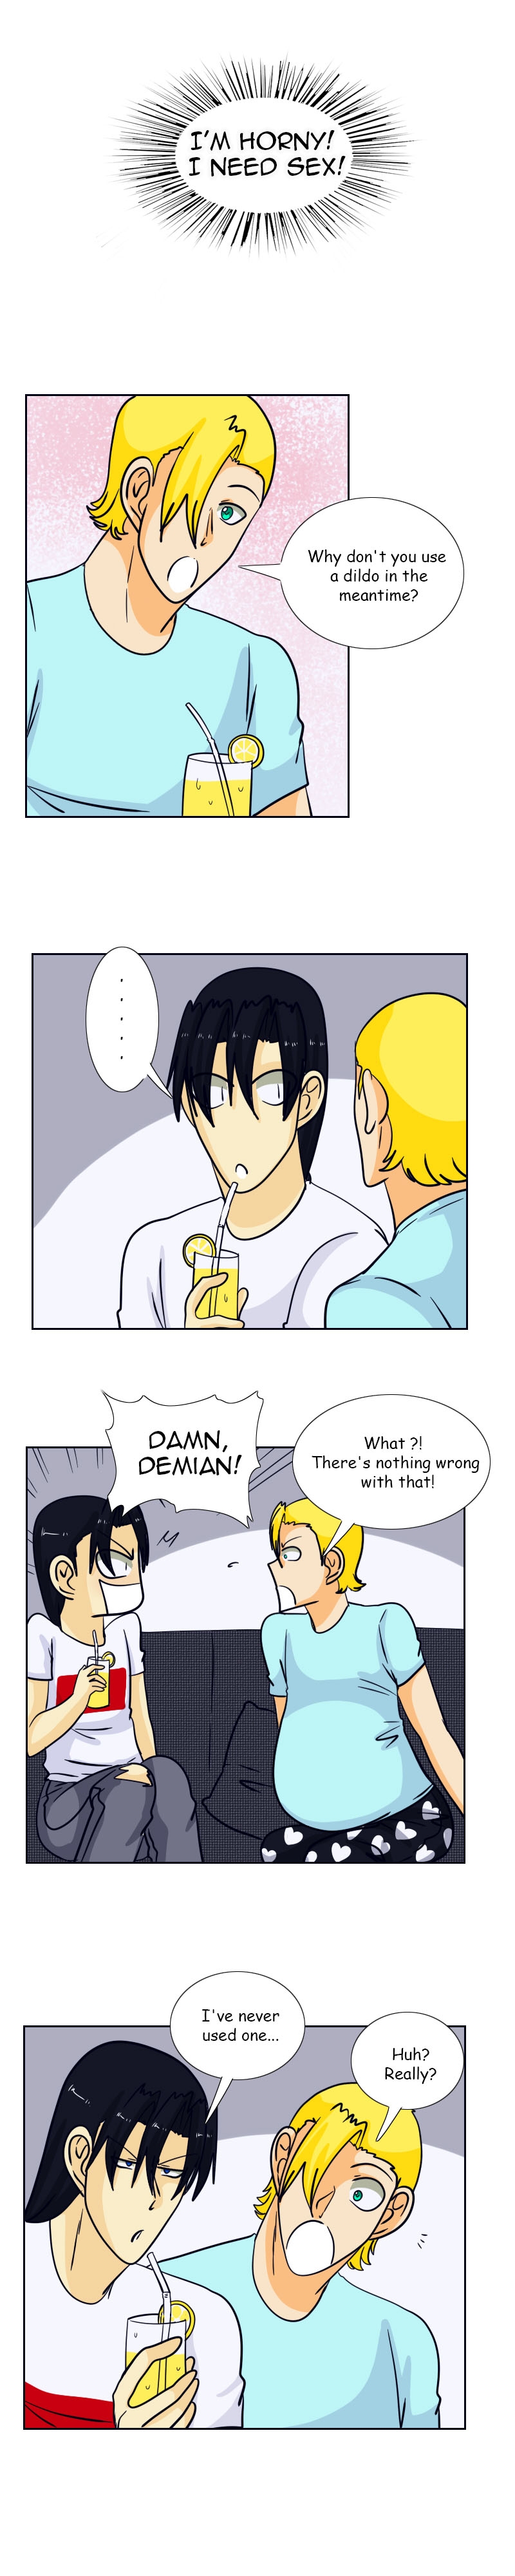 I'M HORNY!
I NEED SEX!
Why don't you use
a dildo in the
meantime?
.
.
.
.
.
DAMN,
DEMIAN!
What ?!
There's nothing wrong
with that!
I've never
used one...
Huh?
Really?